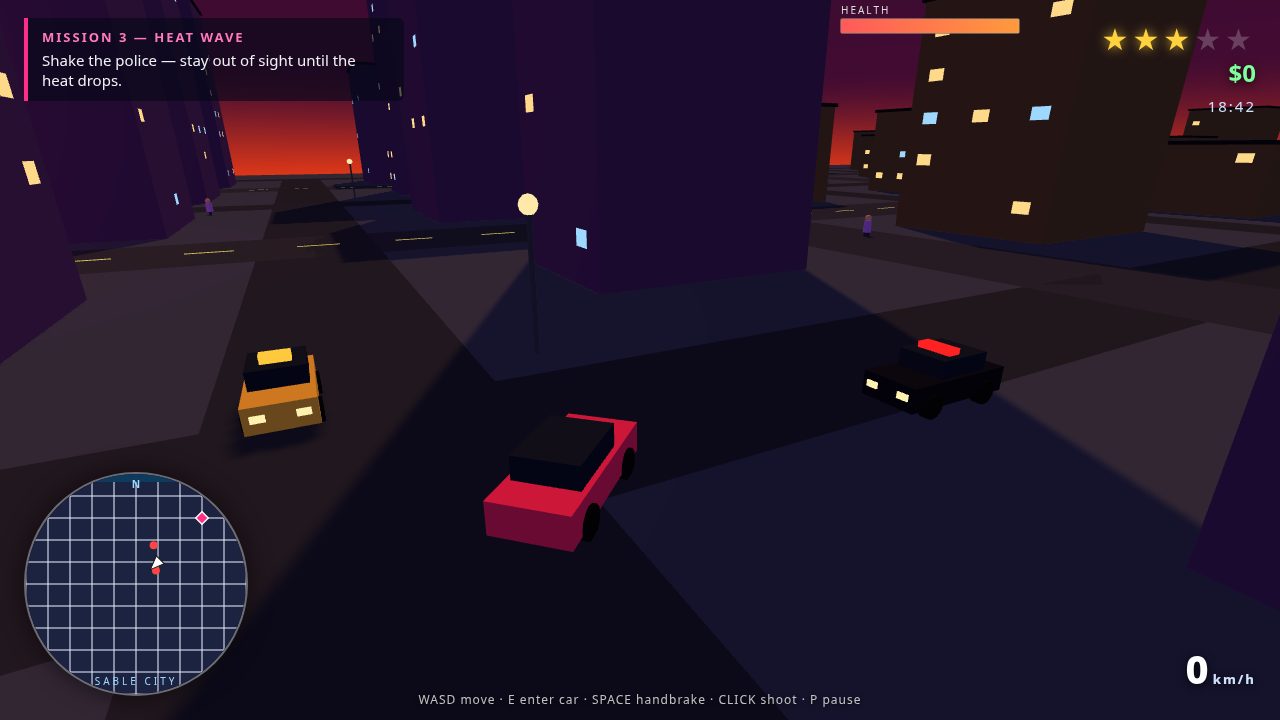 MISSION 3 — HEAT WAVE
Shake the police — stay out of sight until the
heat drops.
HEALTH
$0
18:42
N
SABLE CITY
0 km/h
WASD move · E enter car · SPACE handbrake · CLICK shoot · P pause